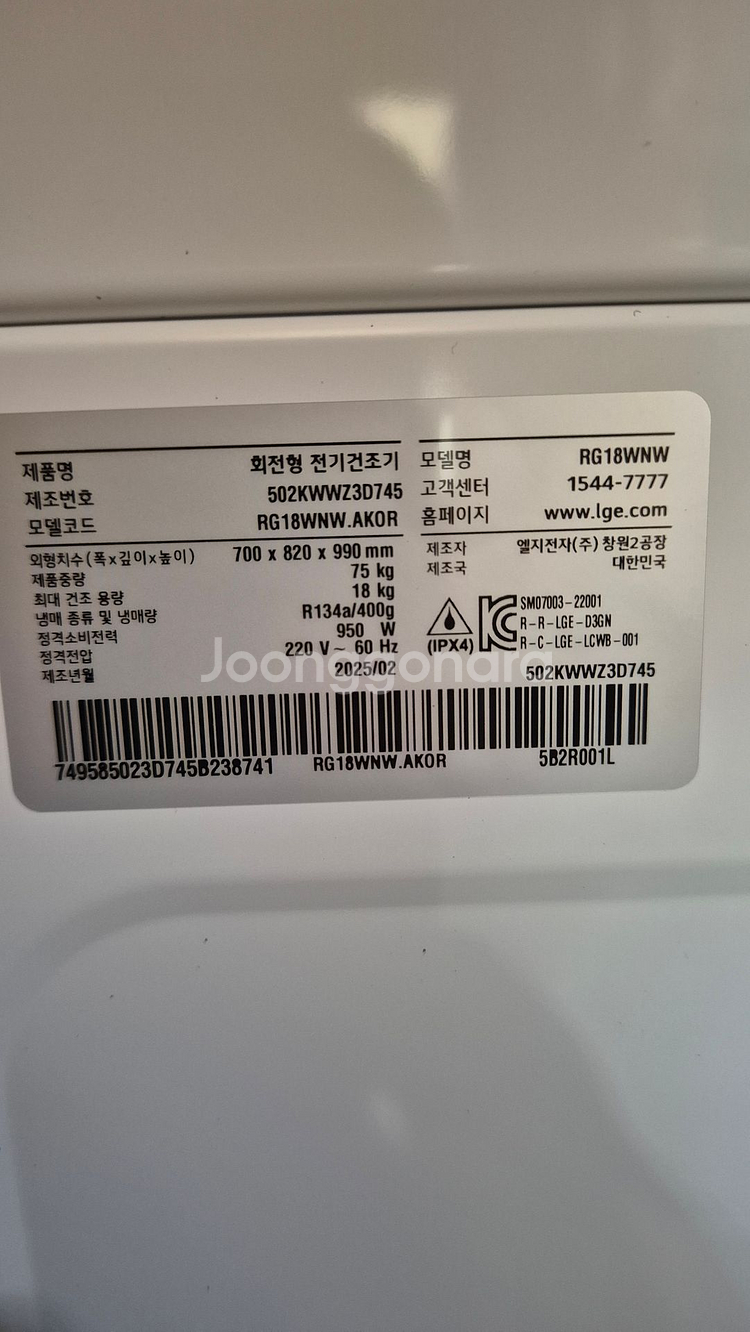 제품명 회전형 전기건조기
제조번호 502KWWZ3D745
모델코드 RG18WNW.AKOR
외형치수(폭x깊이x높이) 700 x 820 x 990 mm
제품중량 75 kg
최대 건조 용량 18 kg
냉매 종류 및 냉매량 R134a/400g
정격소비전력 950 W
정격전압 220 V ~ 60 Hz
제조년월 2025/02
모델명 RG18WNW
고객센터 1544-7777
홈페이지 www.lge.com
제조자 엘지전자(주) 창원2공장
제조국 대한민국
(IPX4)
SM07003-22001
R-R-LGE-D3GN
R-C-LGE-LCWB-001
502KWWZ3D745
749585023D745B238741 RG18WNW.AKOR 5B2R001L
Joonggonara